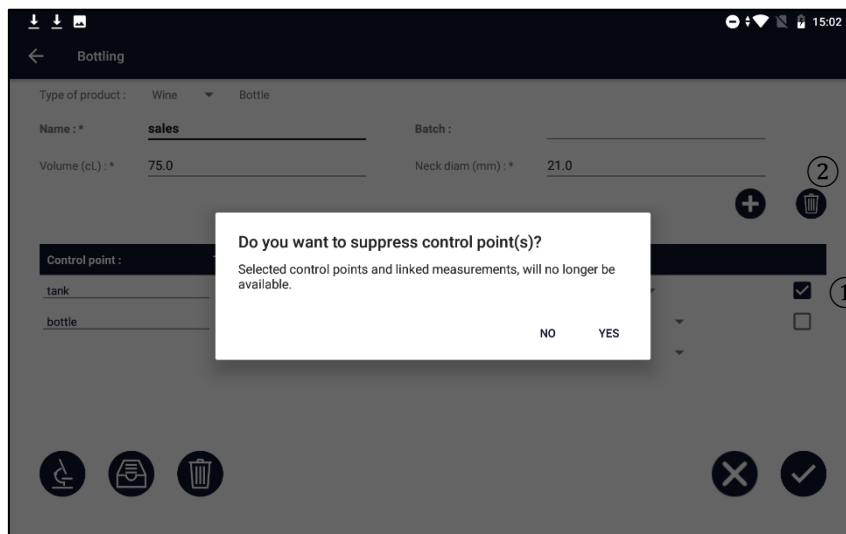 15:02
Bottling
Type of product : Wine Bottle
Name : * sales Batch :
Volume (cL) : * 75.0 Neck diam (mm) : * 21.0
②
Do you want to suppress control point(s)?
Control point :
Selected control points and linked measurements, will no longer be
available.
tank ①
bottle
NO YES